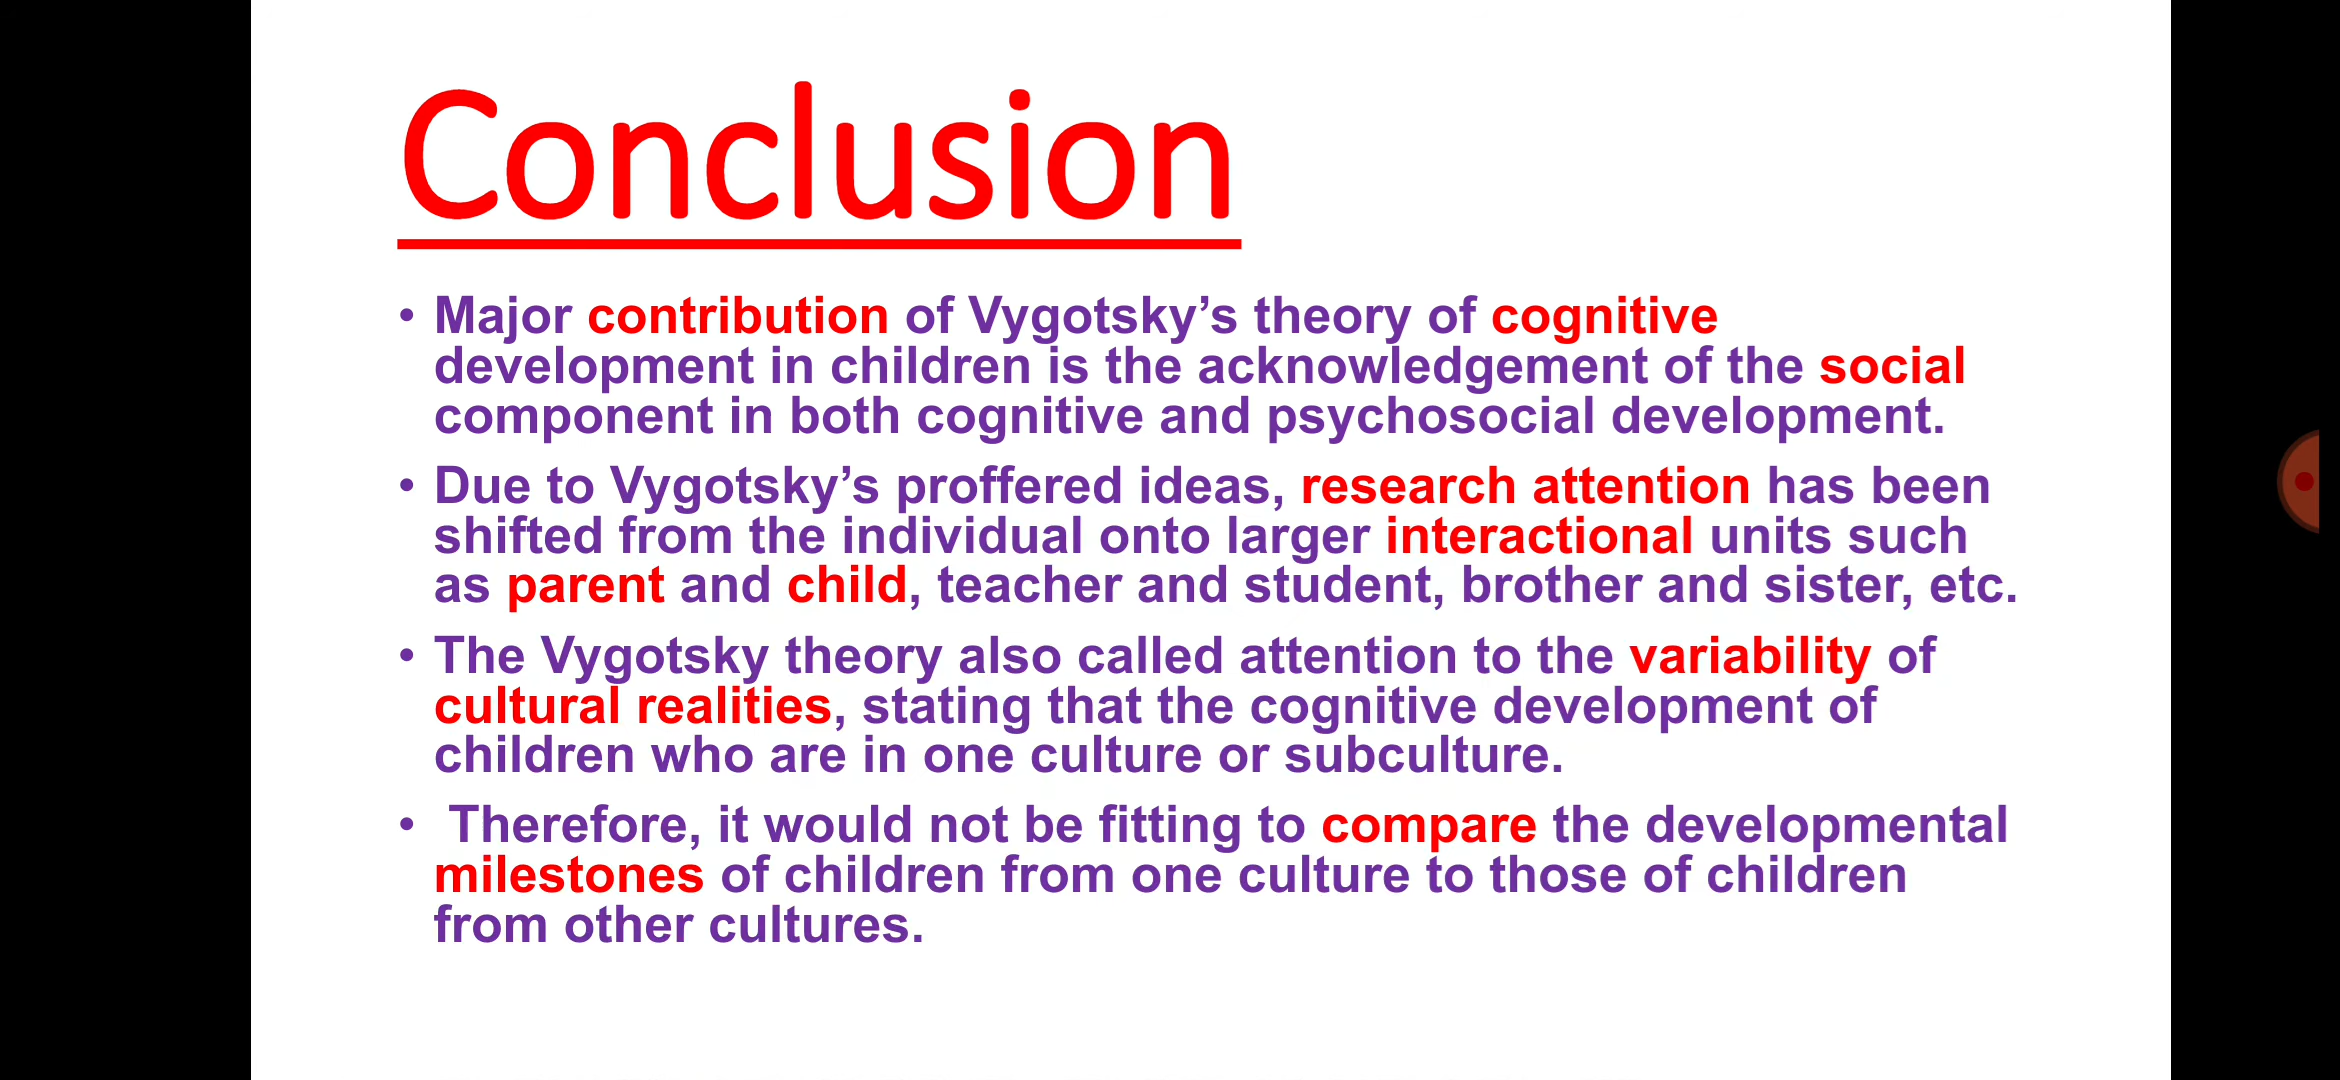 Conclusion
• Major contribution of Vygotsky’s theory of cognitive
development in children is the acknowledgement of the social
component in both cognitive and psychosocial development.
• Due to Vygotsky’s proffered ideas, research attention has been
shifted from the individual onto larger interactional units such
as parent and child, teacher and student, brother and sister, etc.
• The Vygotsky theory also called attention to the variability of
cultural realities, stating that the cognitive development of
children who are in one culture or subculture.
• Therefore, it would not be fitting to compare the developmental
milestones of children from one culture to those of children
from other cultures.